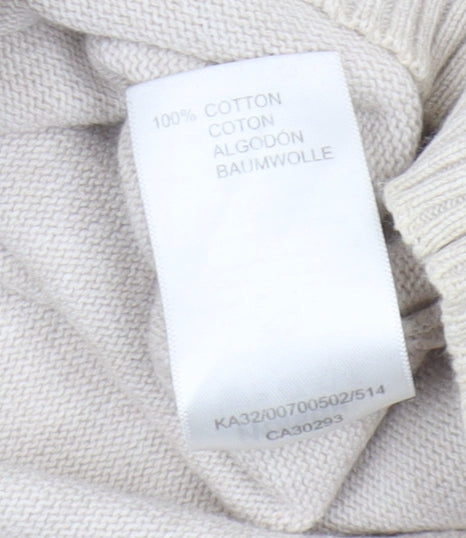 100% COTTON
COTON
ALGODÓN
BAUMWOLLE
KA32/00700502/514
CA30293